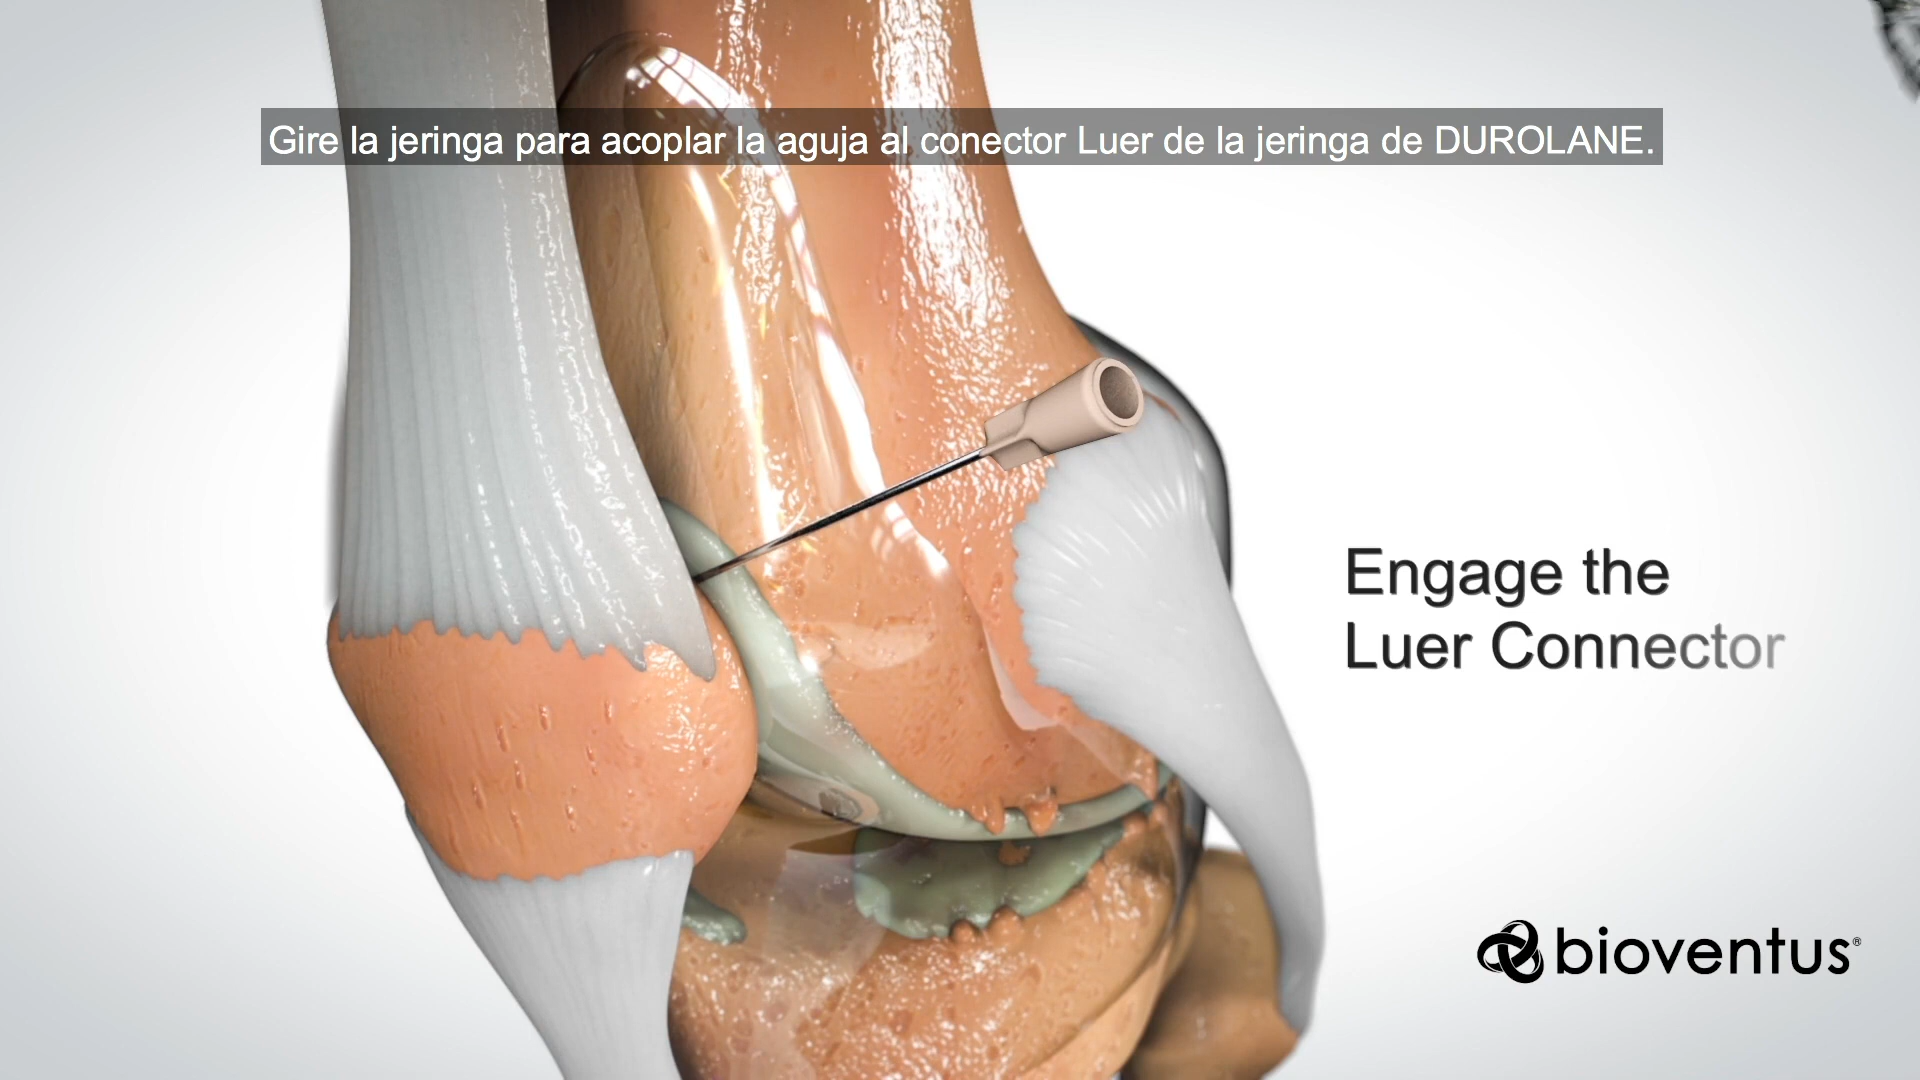 Gire la jeringa para acoplar la aguja al conector Luer de la jeringa de DUROLANE.
Engage the
Luer Connector
bioventus®